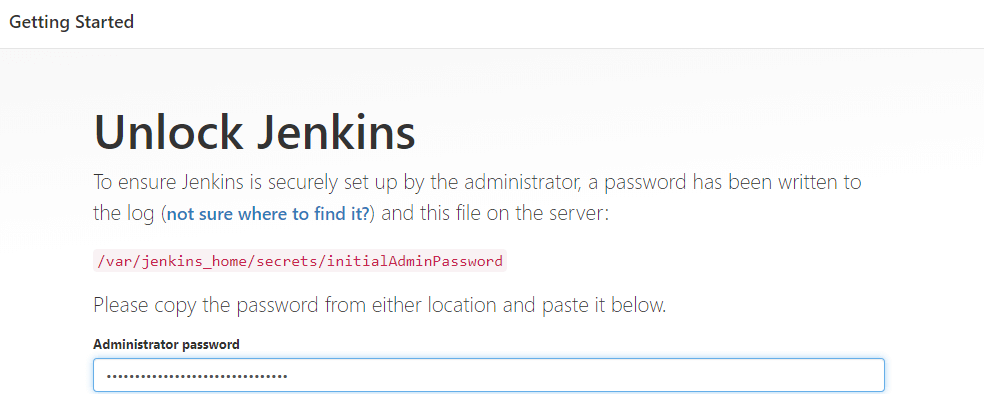 Getting Started
Unlock Jenkins
To ensure Jenkins is securely set up by the administrator, a password has been written to
the log (not sure where to find it?) and this file on the server:
/var/jenkins_home/secrets/initialAdminPassword
Please copy the password from either location and paste it below.
Administrator password
••••••••••••••••••••••••••••••••